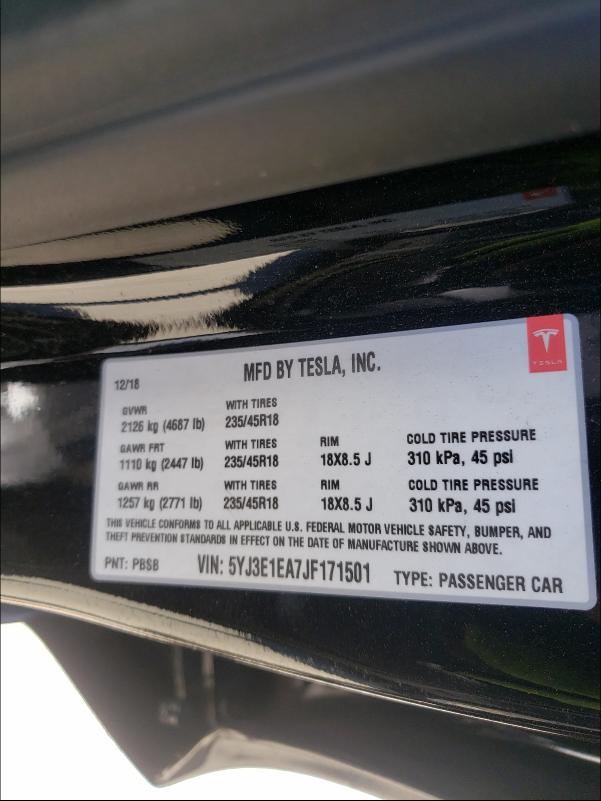 TESLA
MFD BY TESLA, INC.
12/18
GVWR WITH TIRES
2126 kg (4687 lb) 235/45R18
GAWR FRT WITH TIRES RIM COLD TIRE PRESSURE
1110 kg (2447 lb) 235/45R18 18X8.5 J 310 kPa, 45 psi
GAWR RR WITH TIRES RIM COLD TIRE PRESSURE
1257 kg (2771 lb) 235/45R18 18X8.5 J 310 kPa, 45 psi
THIS VEHICLE CONFORMS TO ALL APPLICABLE U.S. FEDERAL MOTOR VEHICLE SAFETY, BUMPER, AND
THEFT PREVENTION STANDARDS IN EFFECT ON THE DATE OF MANUFACTURE SHOWN ABOVE.
PNT: PBSB VIN: 5YJ3E1EA7JF171501 TYPE: PASSENGER CAR